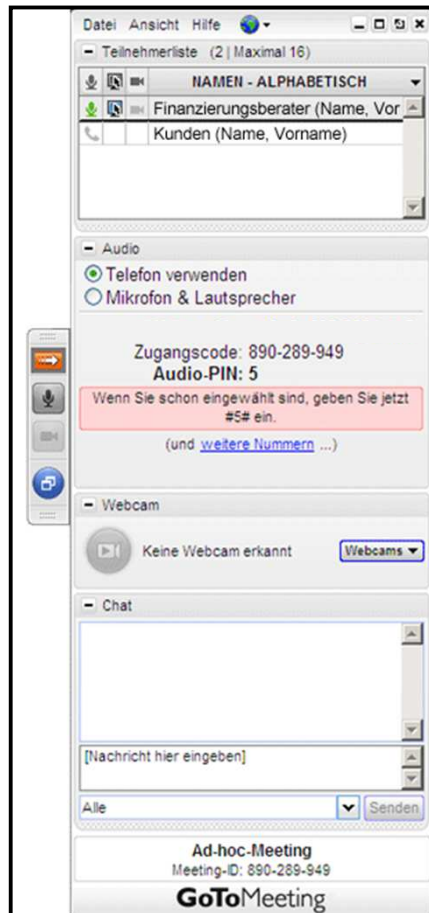 Datei Ansicht Hilfe
Teilnehmerliste (2 | Maximal 16)
NAMEN - ALPHABETISCH
Finanzierungsberater (Name, Vor
Kunden (Name, Vorname)
Audio
Telefon verwenden
Mikrofon & Lautsprecher
Zugangscode: 890-289-949
Audio-PIN: 5
Wenn Sie schon eingewählt sind, geben Sie jetzt
#5# ein.
(und weitere Nummern ...)
Webcam
Keine Webcam erkannt
Webcams
Chat
[Nachricht hier eingeben]
Alle
Senden
Ad-hoc-Meeting
Meeting-ID: 890-289-949
GoToMeeting